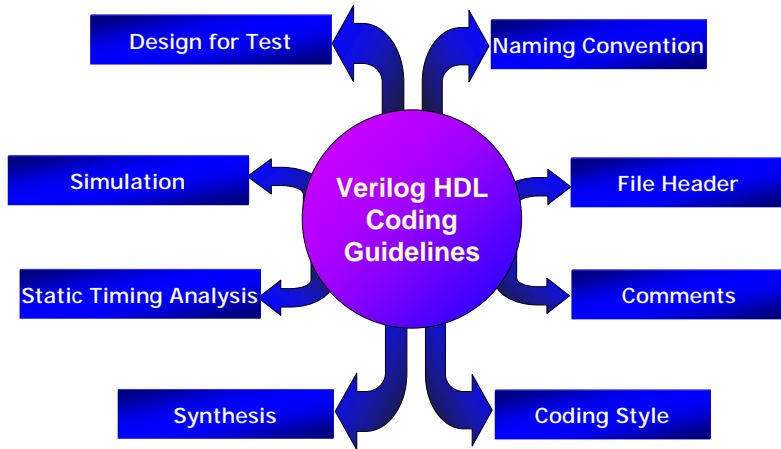 Design for Test
Naming Convention
Simulation
Verilog HDL
Coding
Guidelines
File Header
Static Timing Analysis
Comments
Synthesis
Coding Style